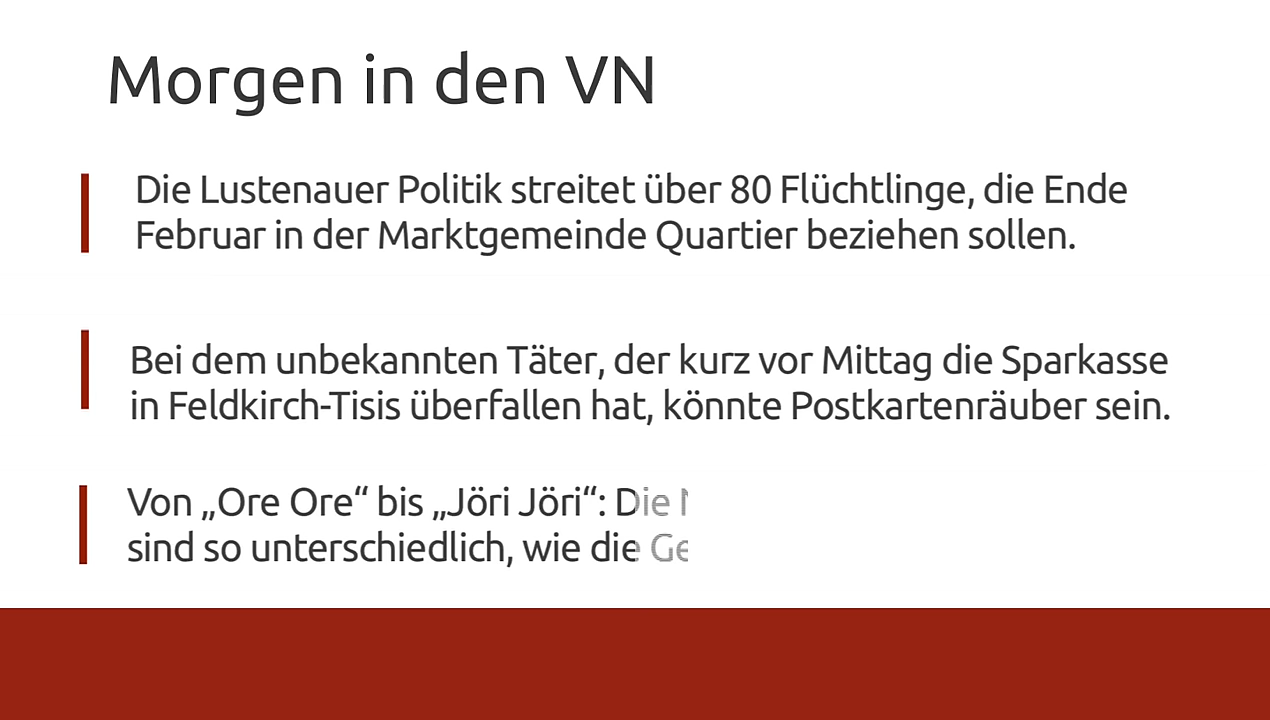 Morgen in den VN
Die Lustenauer Politik streitet über 80 Flüchtlinge, die Ende
Februar in der Marktgemeinde Quartier beziehen sollen.
Bei dem unbekannten Täter, der kurz vor Mittag die Sparkasse
in Feldkirch-Tisis überfallen hat, könnte Postkartenräuber sein.
Von „Ore Ore“ bis „Jöri Jöri“: Die
sind so unterschiedlich, wie die